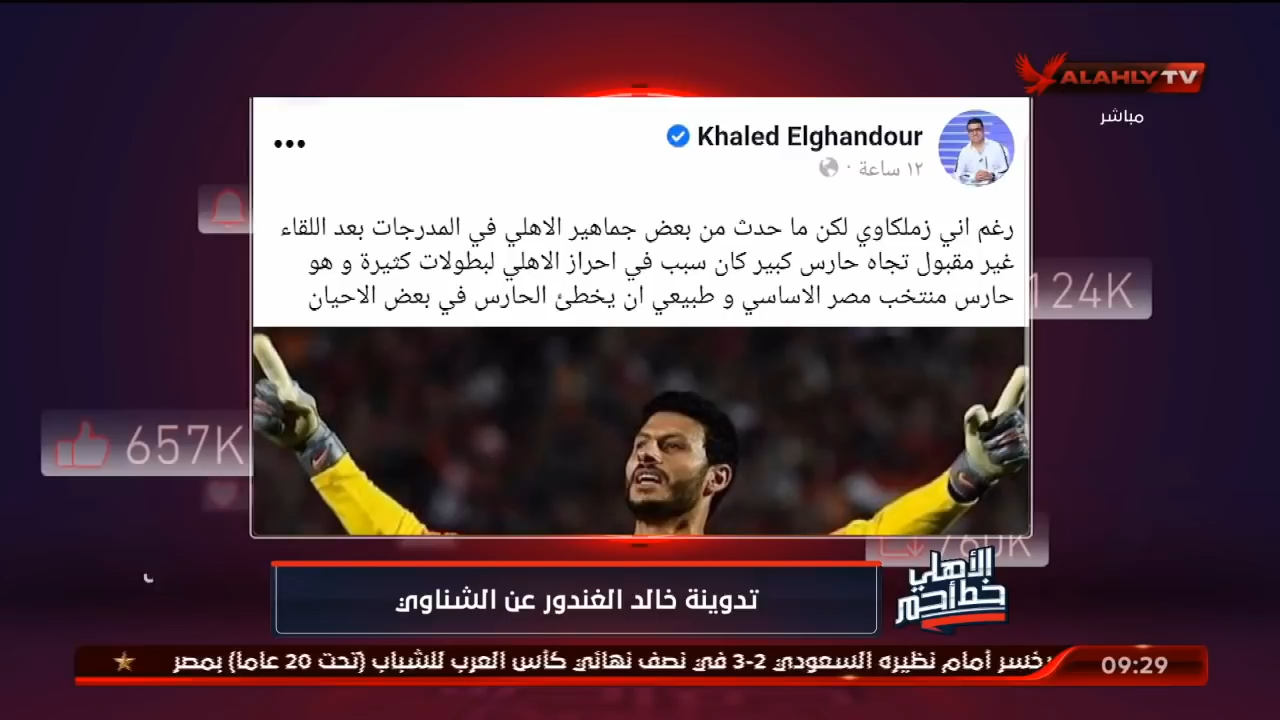 ALAHLY TV
مباشر
Khaled Elghandour
١٢ ساعة ·
رغم اني زملكاوي لكن ما حدث من بعض جماهير الاهلي في المدرجات بعد اللقاء
غير مقبول تجاه حارس كبير كان سبب في احراز الاهلي لبطولات كثيرة و هو
حارس منتخب مصر الاساسي و طبيعي ان يخطئ الحارس في بعض الاحيان
124K
657K
760K
تدوينة خالد الغندور عن الشناوي
الأهلي
خط أحمر
يخسر أمام نظيره السعودي 2-3 في نصف نهائي كأس العرب للشباب (تحت 20 عاما) بمصر
09:29